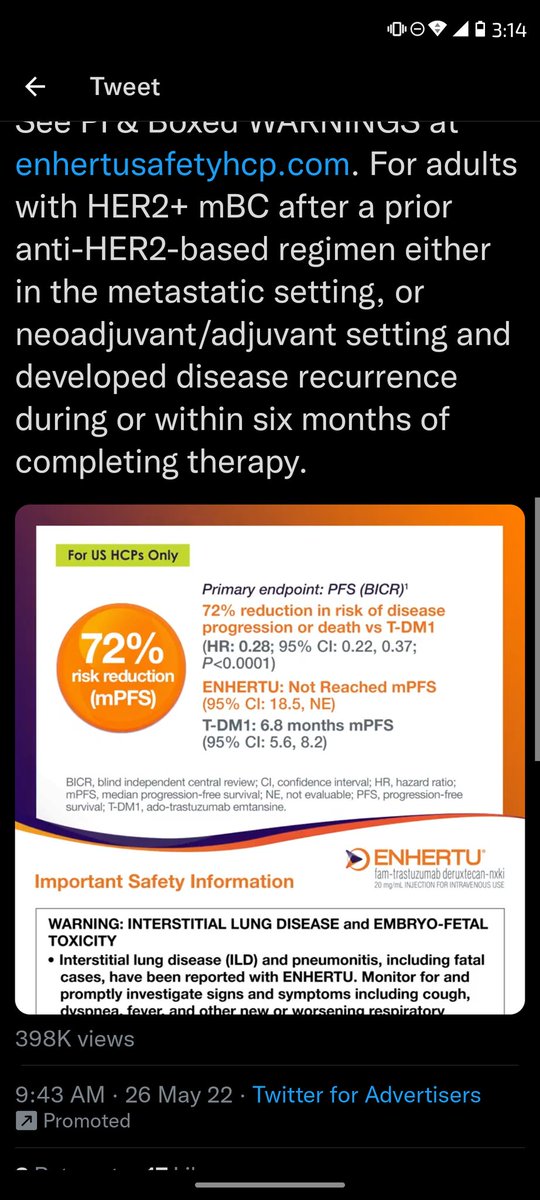 3:14
Tweet
See PI & Boxed WARNINGS at
enhertusafetyhcp.com. For adults
with HER2+ mBC after a prior
anti-HER2-based regimen either
in the metastatic setting, or
neoadjuvant/adjuvant setting and
developed disease recurrence
during or within six months of
completing therapy.
For US HCPs Only
72%
risk reduction
(mPFS)
Primary endpoint: PFS (BICR)¹
72% reduction in risk of disease
progression or death vs T-DM1
(HR: 0.28; 95% CI: 0.22, 0.37;
P<0.0001)
ENHERTU: Not Reached mPFS
(95% CI: 18.5, NE)
T-DM1: 6.8 months mPFS
(95% CI: 5.6, 8.2)
BICR, blind independent central review; CI, confidence interval; HR, hazard ratio;
mPFS, median progression-free survival; NE, not evaluable; PFS, progression-free
survival; T-DM1, ado-trastuzumab emtansine.
ENHERTU®
fam-trastuzumab deruxtecan-nxki
20 mg/mL INJECTION FOR INTRAVENOUS USE
Important Safety Information
WARNING: INTERSTITIAL LUNG DISEASE and EMBRYO-FETAL
TOXICITY
• Interstitial lung disease (ILD) and pneumonitis, including fatal
cases, have been reported with ENHERTU. Monitor for and
promptly investigate signs and symptoms including cough,
dyspnea, fever, and other new or worsening respiratory
398K views
9:43 AM · 26 May 22 · Twitter for Advertisers
Promoted